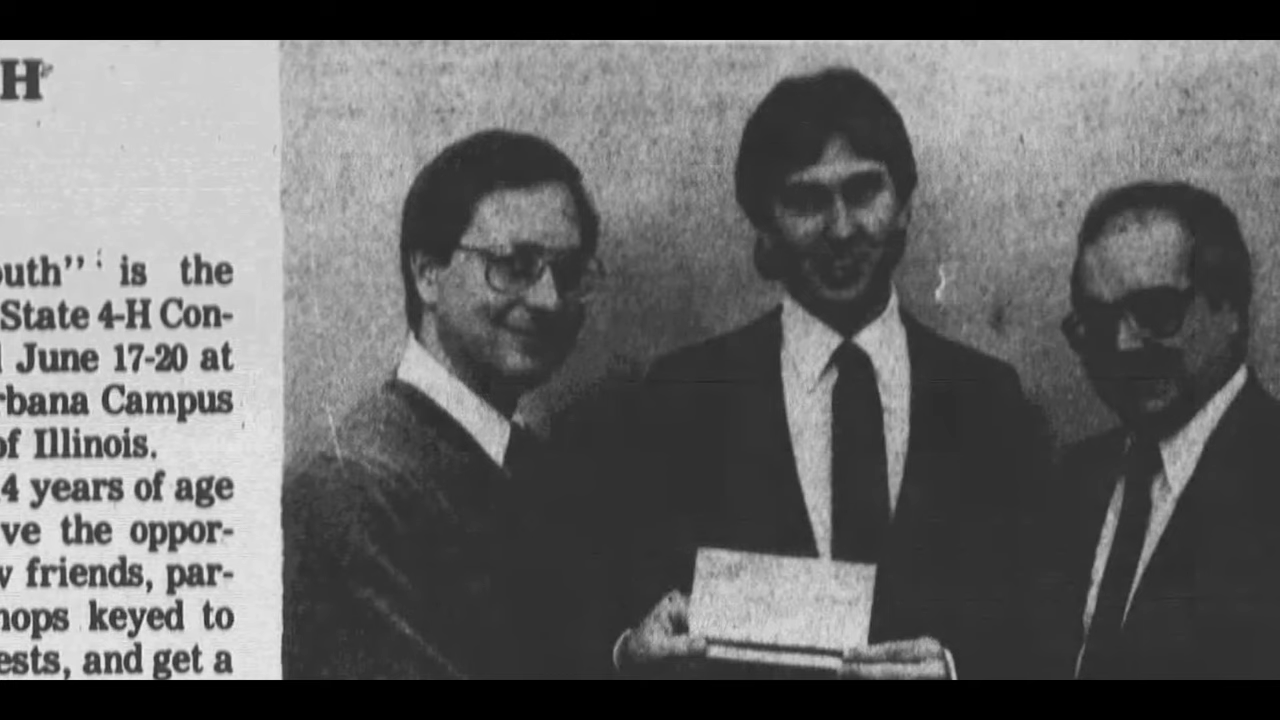 H
outh" is the
State 4-H Con-
June 17-20 at
rbana Campus
of Illinois.
4 years of age
ve the oppor-
friends, par-
hops keyed to
ests, and get a